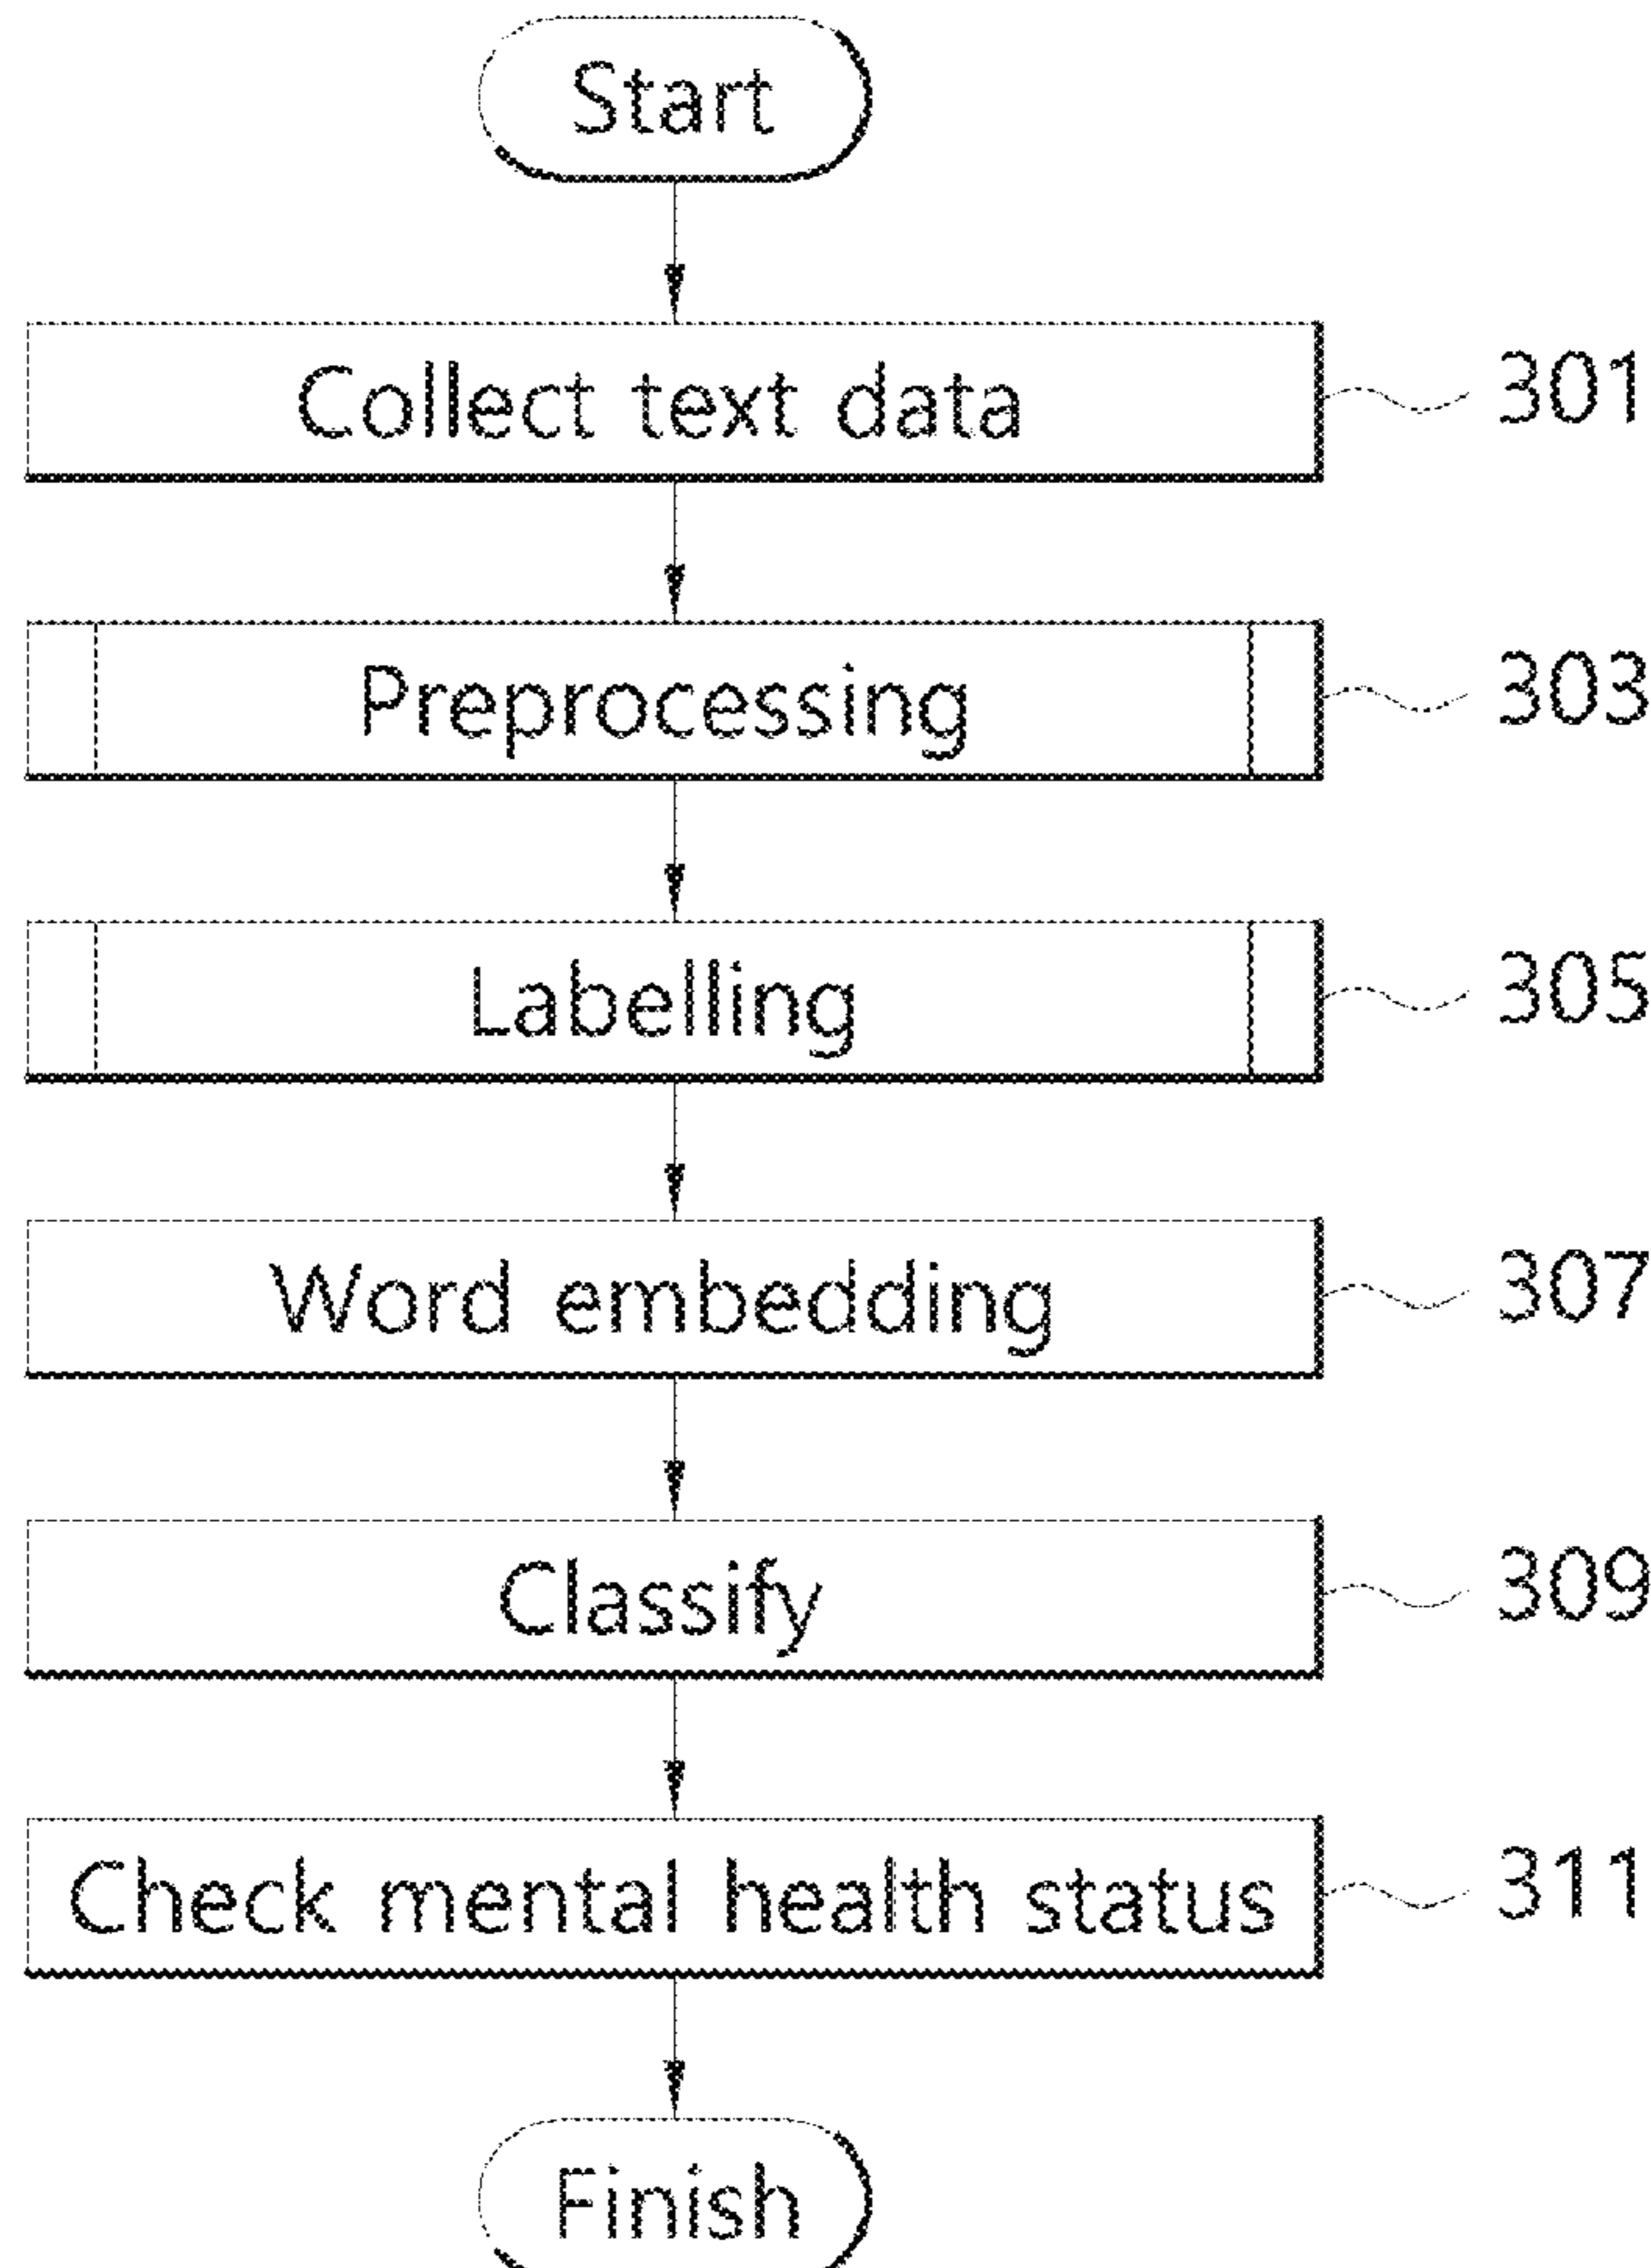 Start
Collect text data 301
Preprocessing 303
Labelling 305
Word embedding 307
Classify 309
Check mental health status 311
Finish